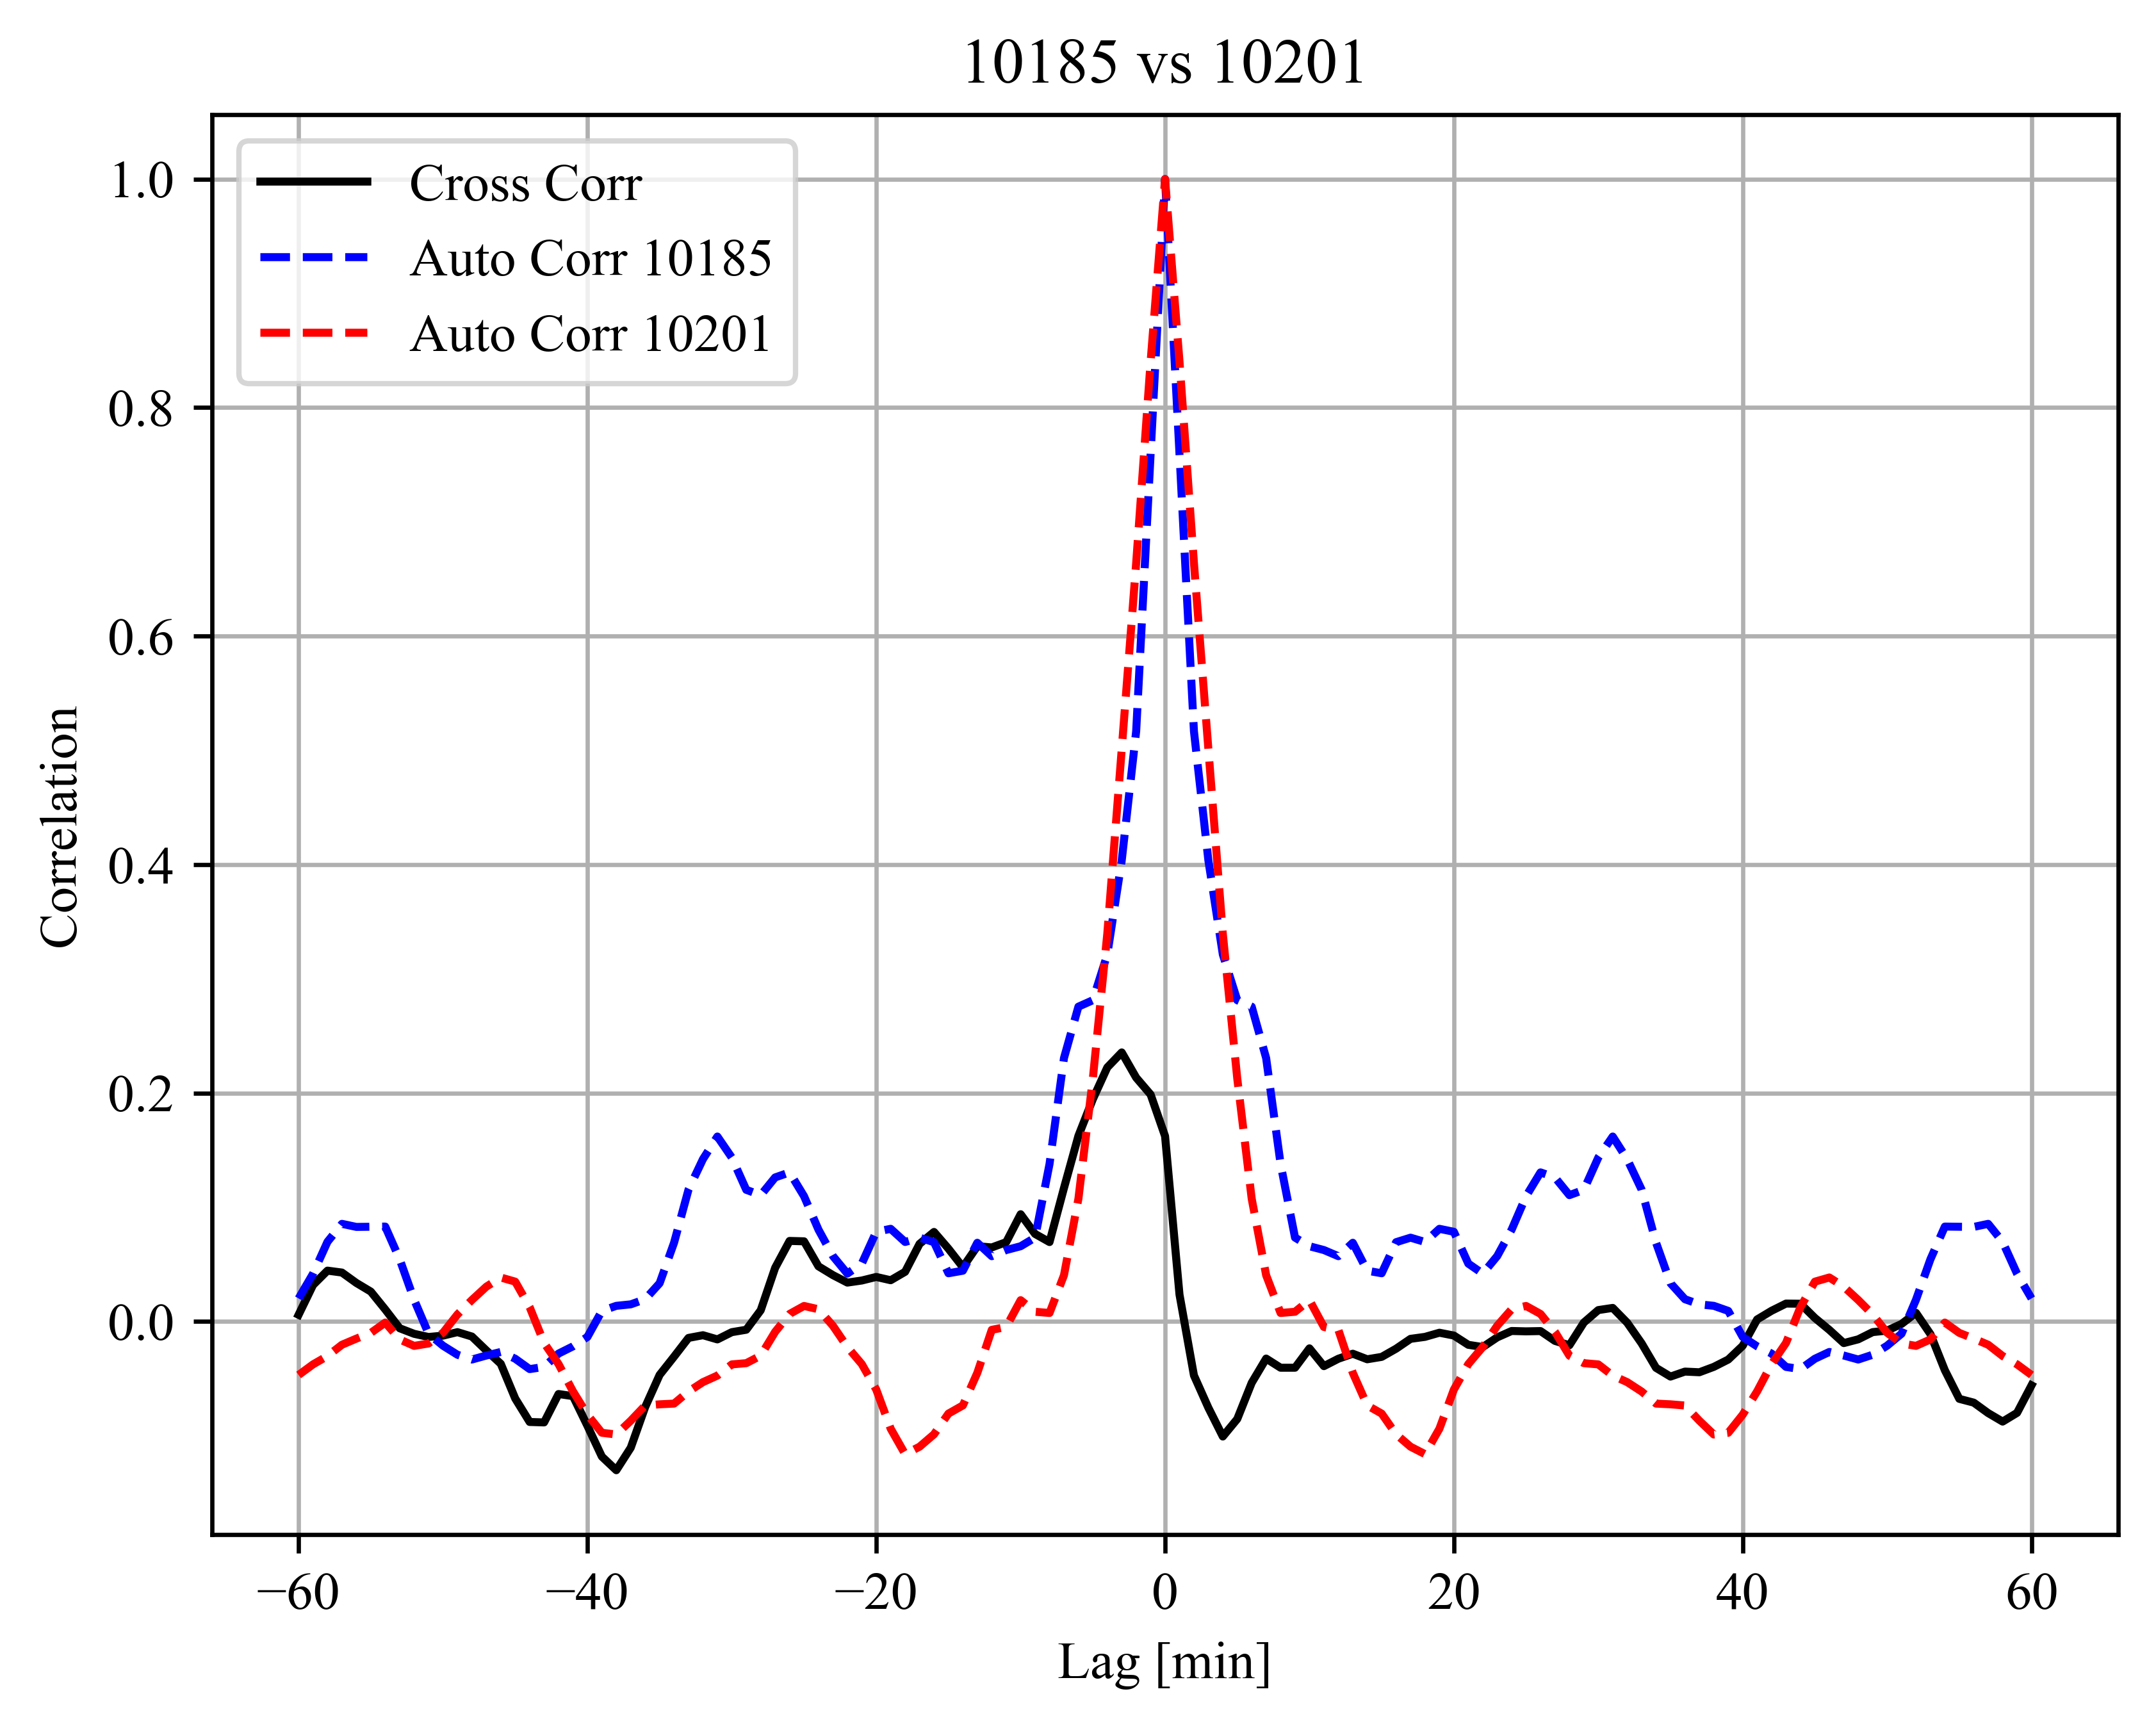 10185 vs 10201
Cross Corr
Auto Corr 10185
Auto Corr 10201
1.0
0.8
0.6
0.4
0.2
0.0
Correlation
−60 −40 −20 0 20 40 60
Lag [min]